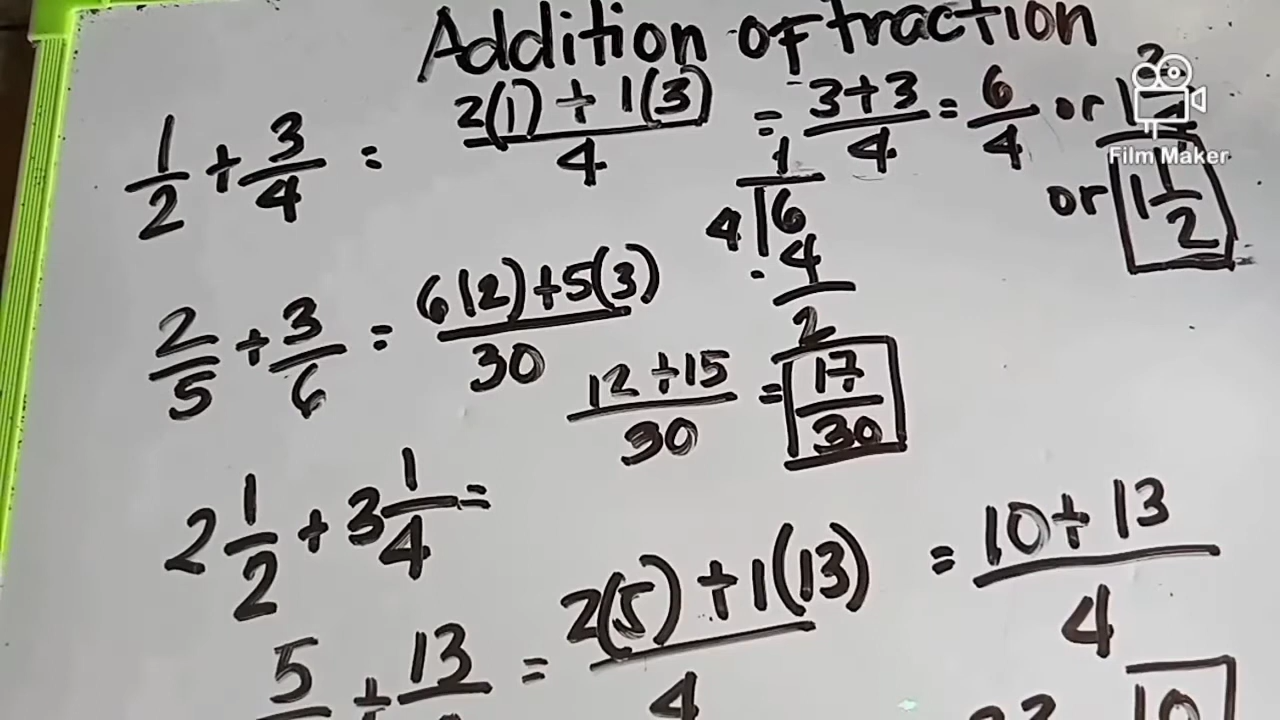 Addition of fraction
1/2 + 3/4 = 2(1) + 1(3)/4 = 3+3/4 = 6/4 or 1 2/4
or 1 1/2
1
4 6
- 4
2
2/5 + 3/6 = 6(2) + 5(3)/30
12 + 15/30 = 17/30
2 1/2 + 3 1/4 =
5 + 13 = 2(5) + 1(13)/4 = 10 + 13/4
Film Maker